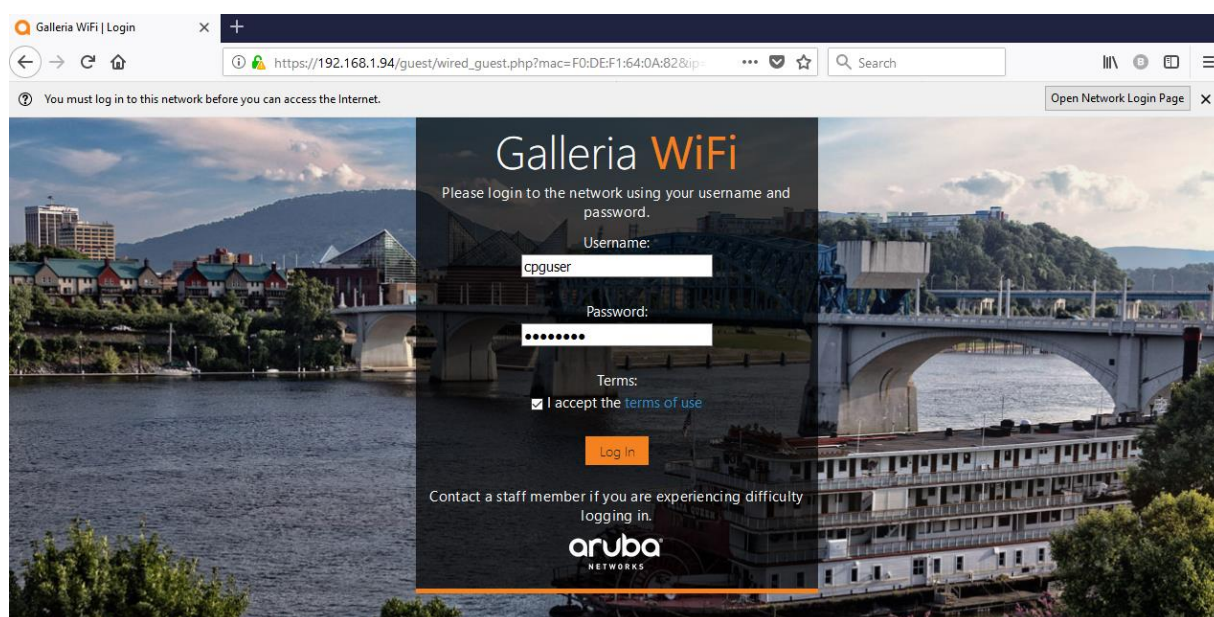 Galleria WiFi | Login
https://192.168.1.94/guest/wired_guest.php?mac=F0:DE:F1:64:0A:82&ip=
Search
You must log in to this network before you can access the Internet.
Open Network Login Page
Galleria WiFi
Please login to the network using your username and
password.
Username:
cpguser
Password:
••••••••
Terms:
I accept the terms of use
Log In
Contact a staff member if you are experiencing difficulty
logging in.
aruba
NETWORKS